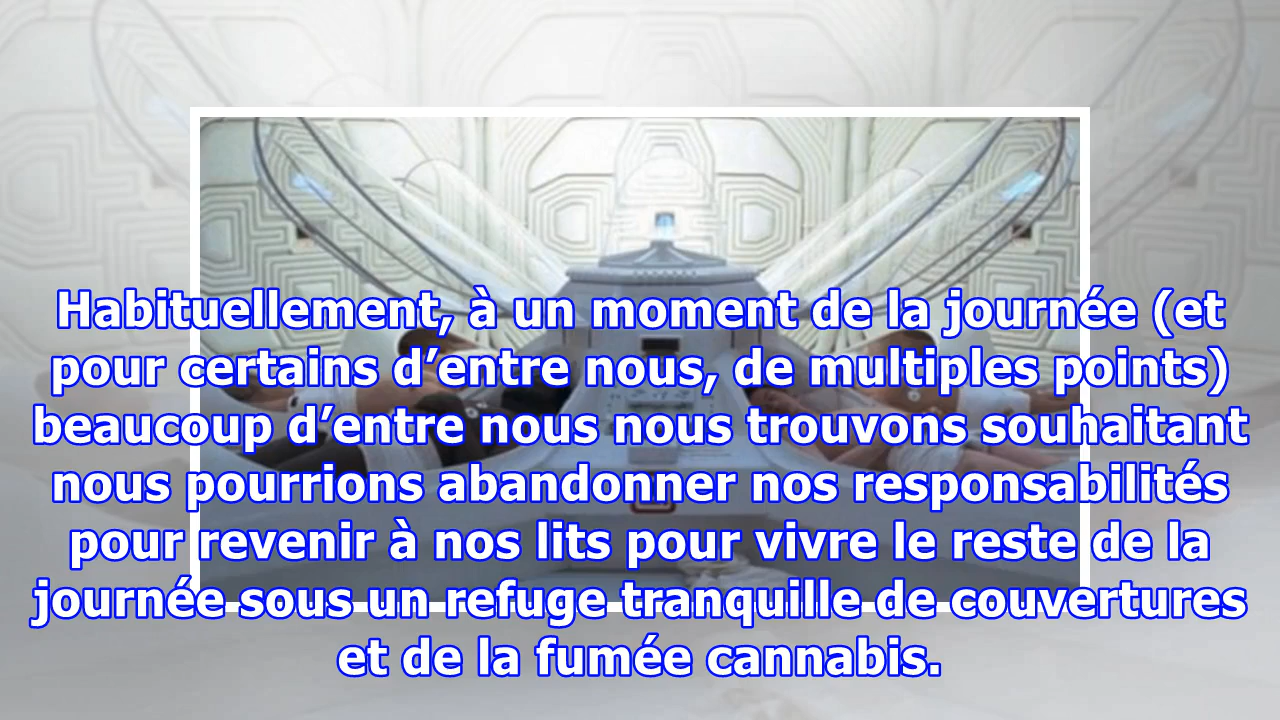 Habituellement, à un moment de la journée (et
pour certains d’entre nous, de multiples points)
beaucoup d’entre nous nous trouvons souhaitant
nous pourrions abandonner nos responsabilités
pour revenir à nos lits pour vivre le reste de la
journée sous un refuge tranquille de couvertures
et de la fumée cannabis.